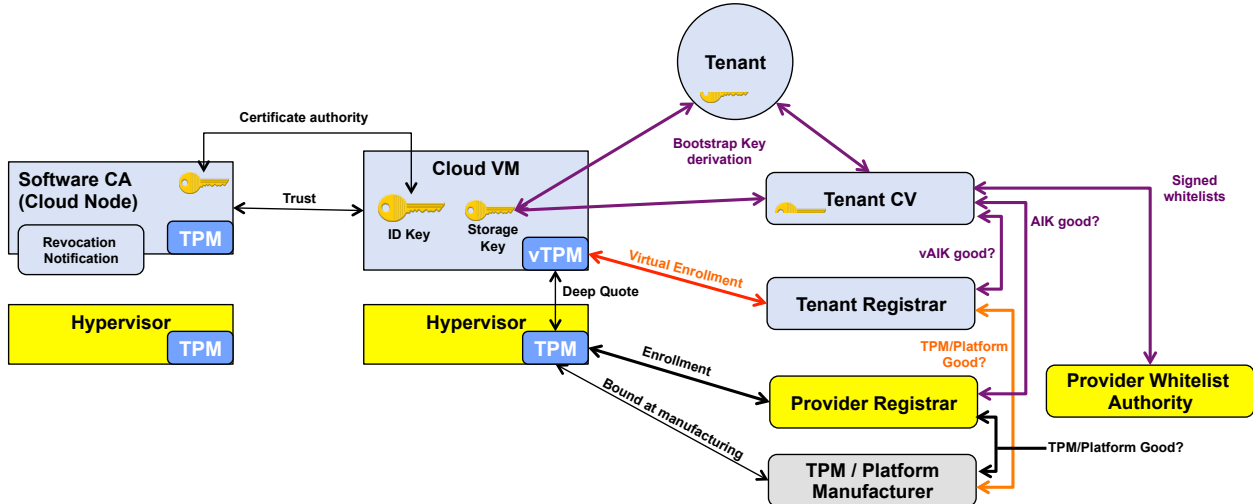 Tenant
Certificate authority
Bootstrap Key
derivation
Software CA
(Cloud Node)
TPM
Revocation
Notification
Trust
Cloud VM
ID Key
Storage
Key
vTPM
Tenant CV
Signed
whitelists
AIK good?
vAIK good?
Virtual Enrollment
Deep Quote
Tenant Registrar
Hypervisor
TPM
Hypervisor
TPM
Enrollment
TPM/Platform
Good?
Provider Registrar
Provider Whitelist
Authority
Bound at manufacturing
TPM/Platform Good?
TPM / Platform
Manufacturer